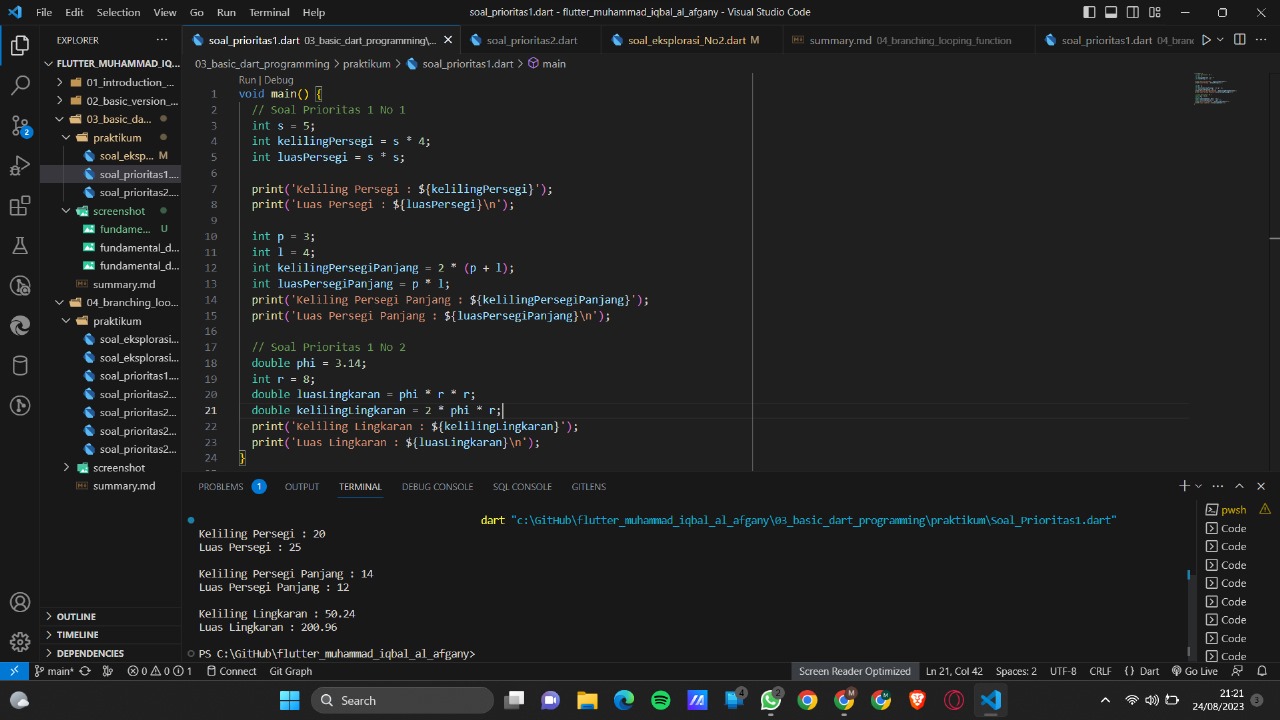 File Edit Selection View Go Run Terminal Help
soal_prioritas1.dart - flutter_muhammad_iqbal_al_afgany - Visual Studio Code
EXPLORER
FLUTTER_MUHAMMAD_IQ...
01_introduction_...
02_basic_version_...
03_basic_da...
praktikum
soal_eksp... M
soal_prioritas1....
soal_prioritas2....
screenshot
fundame... U
fundamental_d...
fundamental_d...
summary.md
04_branching_loo...
praktikum
soal_eksplorasi...
soal_eksplorasi...
soal_prioritas1...
soal_prioritas2...
soal_prioritas2...
soal_prioritas2...
soal_prioritas2...
screenshot
summary.md
OUTLINE
TIMELINE
DEPENDENCIES
2
soal_prioritas1.dart 03_basic_dart_programming\...
soal_prioritas2.dart
soal_eksplorasi_No2.dart M
summary.md 04_branching_looping_function
soal_prioritas1.dart 04_bran
03_basic_dart_programming > praktikum > soal_prioritas1.dart > main
Run | Debug
1 void main() {
2 // Soal Prioritas 1 No 1
3 int s = 5;
4 int kelilingPersegi = s * 4;
5 int luasPersegi = s * s;
6
7 print('Keliling Persegi : ${kelilingPersegi}');
8 print('Luas Persegi : ${luasPersegi}\n');
9
10 int p = 3;
11 int l = 4;
12 int kelilingPersegiPanjang = 2 * (p + l);
13 int luasPersegiPanjang = p * l;
14 print('Keliling Persegi Panjang : ${kelilingPersegiPanjang}');
15 print('Luas Persegi Panjang : ${luasPersegiPanjang}\n');
16
17 // Soal Prioritas 1 No 2
18 double phi = 3.14;
19 int r = 8;
20 double luasLingkaran = phi * r * r;
21 double kelilingLingkaran = 2 * phi * r;
22 print('Keliling Lingkaran : ${kelilingLingkaran}');
23 print('Luas Lingkaran : ${luasLingkaran}\n');
24 }
PROBLEMS 1 OUTPUT TERMINAL DEBUG CONSOLE SQL CONSOLE GITLENS
dart "c:\GitHub\flutter_muhammad_iqbal_al_afgany\03_basic_dart_programming\praktikum\Soal_Prioritas1.dart"
Keliling Persegi : 20
Luas Persegi : 25
Keliling Persegi Panjang : 14
Luas Persegi Panjang : 12
Keliling Lingkaran : 50.24
Luas Lingkaran : 200.96
PS C:\GitHub\flutter_muhammad_iqbal_al_afgany>
pwsh
Code
Code
Code
Code
Code
Code
Code
Code
main* 0 0 1 Connect Git Graph
Screen Reader Optimized Ln 21, Col 42 Spaces: 2 UTF-8 CRLF {} Dart Go Live
Search
4
2
M
M
21:21
24/08/2023
3